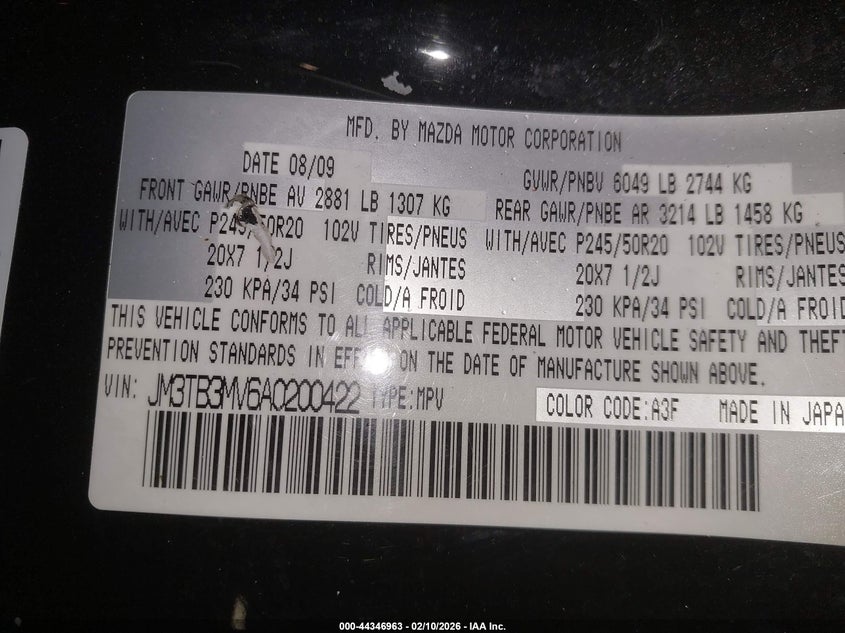 MFD. BY MAZDA MOTOR CORPORATION
DATE 08/09
GVWR/PNBV 6049 LB 2744 KG
FRONT GAWR/PNBE AV 2881 LB 1307 KG
REAR GAWR/PNBE AR 3214 LB 1458 KG
WITH/AVEC P245/50R20 102V TIRES/PNEUS
WITH/AVEC P245/50R20 102V TIRES/PNEUS
20X7 1/2J RIMS/JANTES
20X7 1/2J RIMS/JANTES
230 KPA/34 PSI COLD/A FROID
230 KPA/34 PSI COLD/A FROID
THIS VEHICLE CONFORMS TO ALL APPLICABLE FEDERAL MOTOR VEHICLE SAFETY AND THEFT
PREVENTION STANDARDS IN EFFECT ON THE DATE OF MANUFACTURE SHOWN ABOVE.
VIN: JM3TB3MV6A0200422 TYPE:MPV
COLOR CODE:A3F MADE IN JAPA
000-44346963 - 02/10/2026 - IAA Inc.